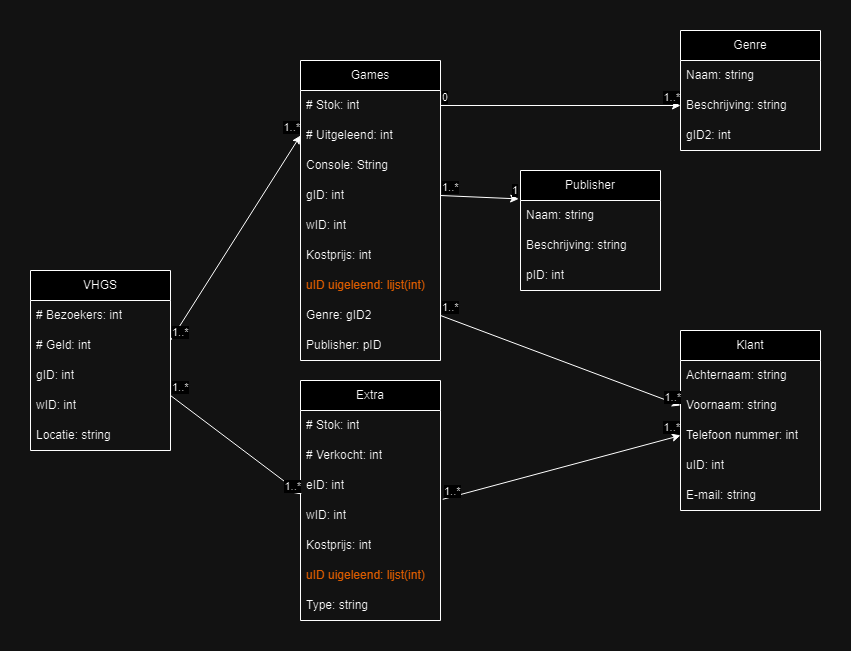 VHGS
# Bezoekers: int
# Geld: int
gID: int
wID: int
Locatie: string
1..*
1..*
1..*
1..*
Games
# Stok: int
# Uitgeleend: int
Console: String
gID: int
wID: int
Kostprijs: int
uID uigeleend: lijst(int)
Genre: gID2
Publisher: pID
Extra
# Stok: int
# Verkocht: int
eID: int
wID: int
Kostprijs: int
uID uigeleend: lijst(int)
Type: string
0
1..*
1..*
1
1..*
1..*
1..*
1..*
Genre
Naam: string
Beschrijving: string
gID2: int
Publisher
Naam: string
Beschrijving: string
pID: int
Klant
Achternaam: string
Voornaam: string
Telefoon nummer: int
uID: int
E-mail: string